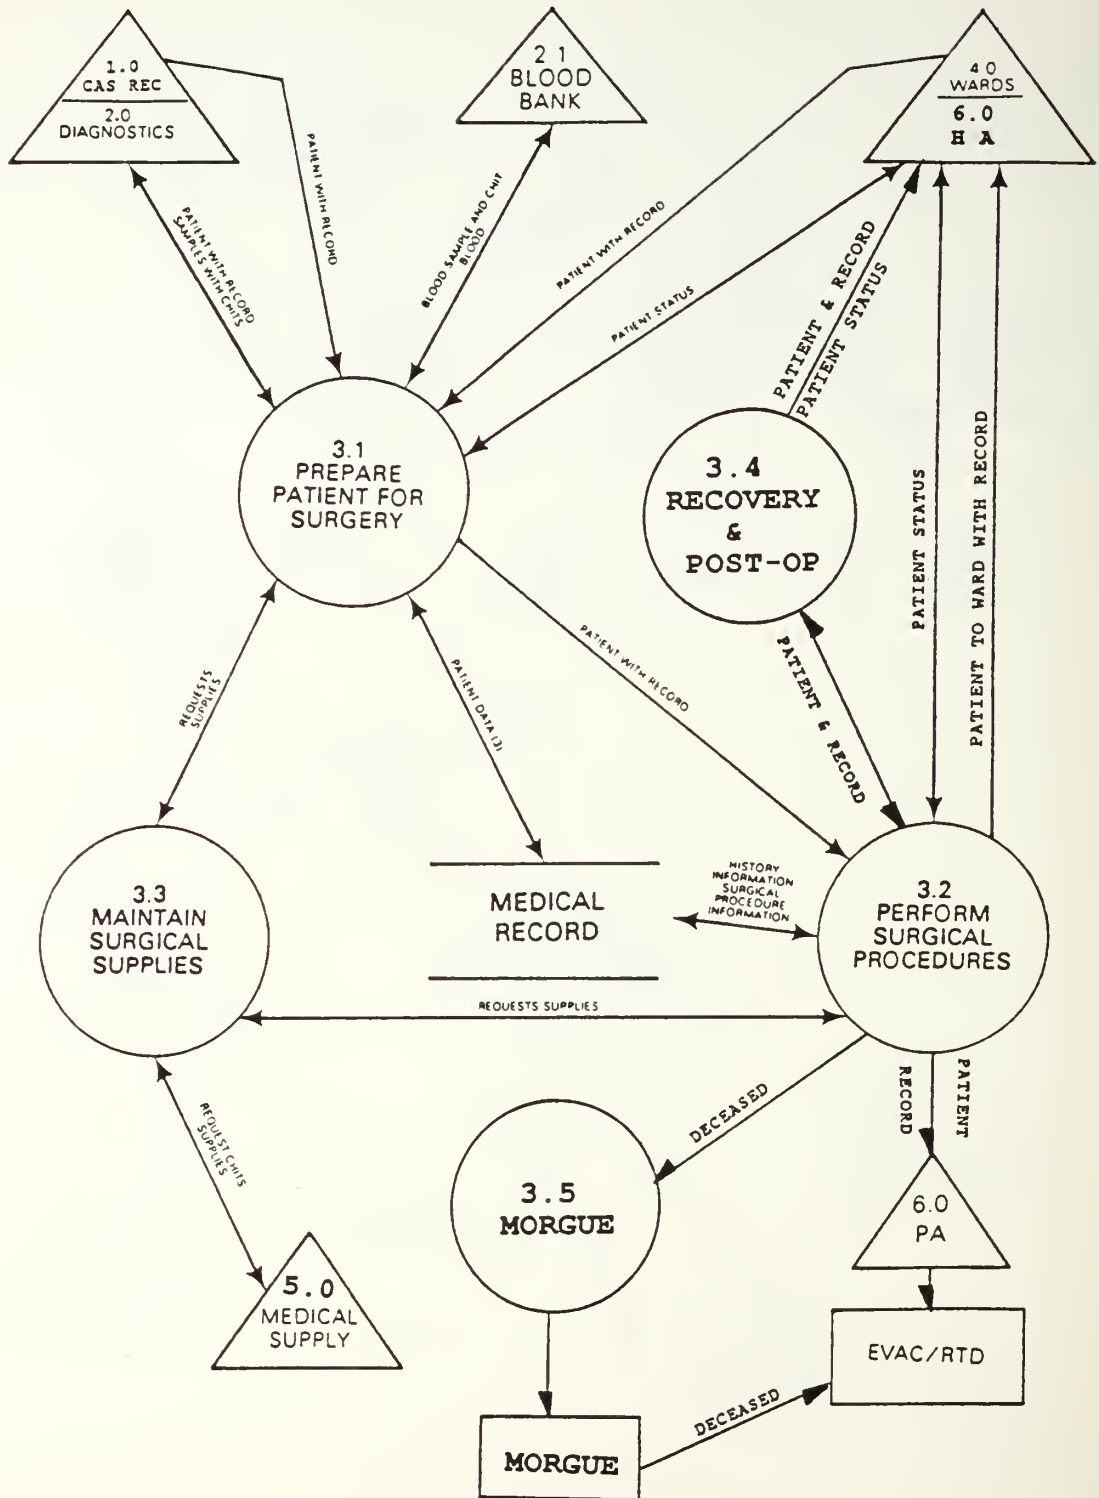 1.0
CAS REC
2.0
DIAGNOSTICS
2 1
BLOOD
BANK
4 0
WARDS
6.0
H A
PATIENT WITH RECORD
SAMPLES WITH CHITS
PATIENT WITH RECORD
BLOOD SAMPLE AND CHIT
BLOOD
PATIENT WITH RECORD
PATIENT STATUS
PATIENT & RECORD
PATIENT STATUS
PATIENT STATUS
PATIENT TO WARD WITH RECORD
3.1
PREPARE
PATIENT FOR
SURGERY
3.4
RECOVERY
&
POST-OP
REQUESTS
SUPPLIES
PATIENT DATA (3)
PATIENT WITH RECORD
PATIENT & RECORD
3.3
MAINTAIN
SURGICAL
SUPPLIES
MEDICAL
RECORD
HISTORY
INFORMATION
SURGICAL
PROCEDURE
INFORMATION
3.2
PERFORM
SURGICAL
PROCEDURES
REQUESTS SUPPLIES
REQUEST CHITS
SUPPLIES
DECEASED
RECORD
PATIENT
3.5
MORGUE
6.0
PA
5.0
MEDICAL
SUPPLY
EVAC/RTD
DECEASED
MORGUE